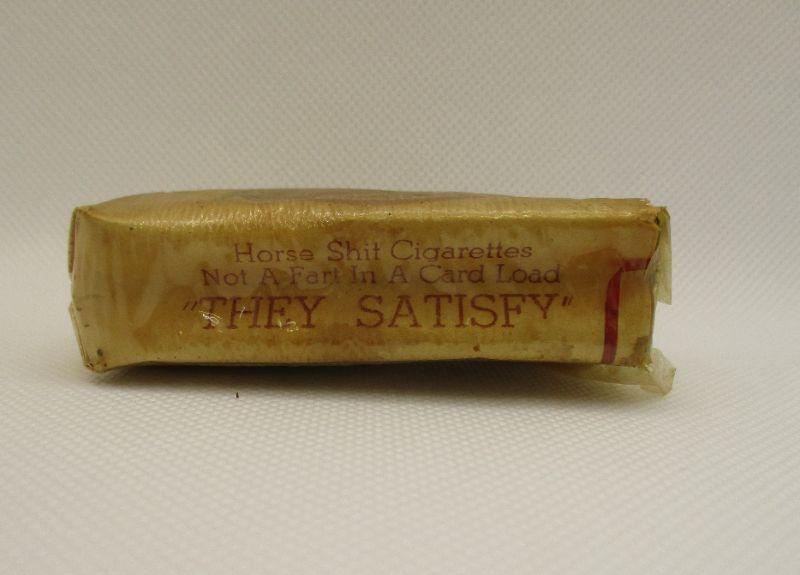 Horse Shit Cigarettes
Not A Fart In A Card Load
"THEY SATISFY"